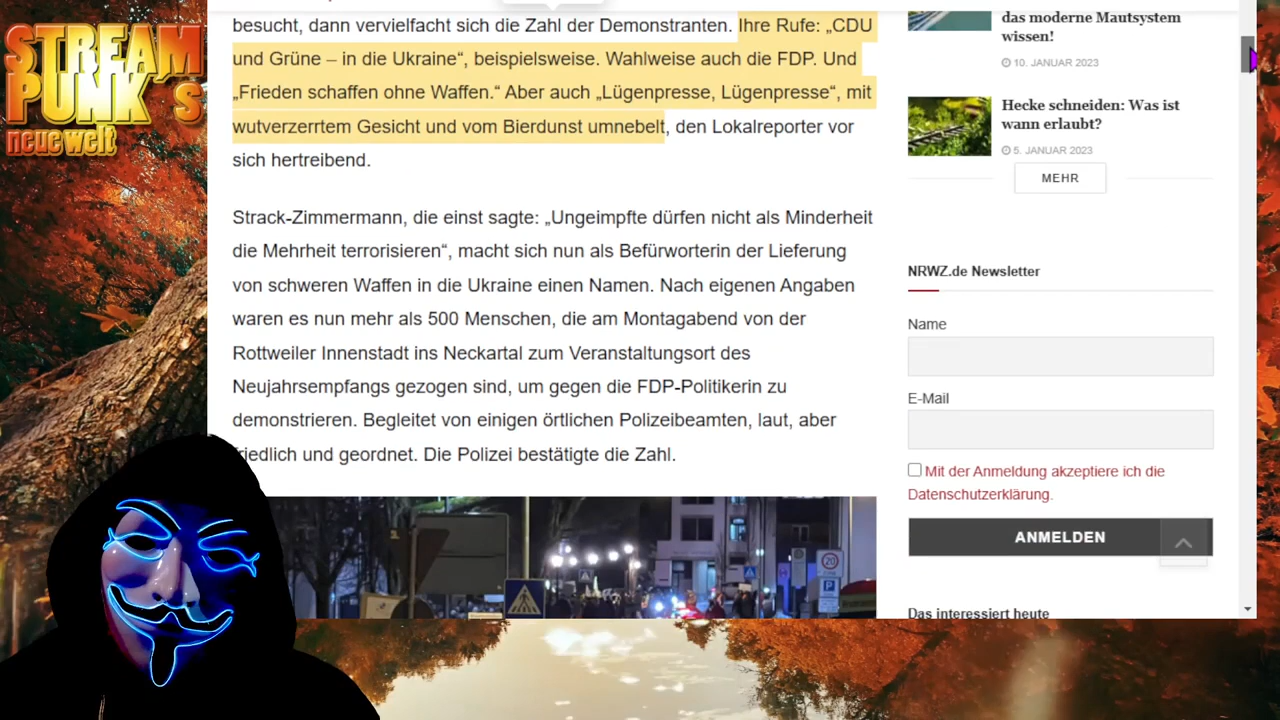 STREAM
PUNK´s
neue welt
besucht, dann vervielfacht sich die Zahl der Demonstranten. Ihre Rufe: „CDU
und Grüne – in die Ukraine“, beispielsweise. Wahlweise auch die FDP. Und
„Frieden schaffen ohne Waffen.“ Aber auch „Lügenpresse, Lügenpresse“, mit
wutverzerrtem Gesicht und vom Bierdunst umnebelt, den Lokalreporter vor
sich hertreibend.
Strack-Zimmermann, die einst sagte: „Ungeimpfte dürfen nicht als Minderheit
die Mehrheit terrorisieren“, macht sich nun als Befürworterin der Lieferung
von schweren Waffen in die Ukraine einen Namen. Nach eigenen Angaben
waren es nun mehr als 500 Menschen, die am Montagabend von der
Rottweiler Innenstadt ins Neckartal zum Veranstaltungsort des
Neujahrsempfangs gezogen sind, um gegen die FDP-Politikerin zu
demonstrieren. Begleitet von einigen örtlichen Polizeibeamten, laut, aber
friedlich und geordnet. Die Polizei bestätigte die Zahl.
20
das moderne Mautsystem
wissen!
10. JANUAR 2023
Hecke schneiden: Was ist
wann erlaubt?
5. JANUAR 2023
MEHR
NRWZ.de Newsletter
Name
E-Mail
Mit der Anmeldung akzeptiere ich die
Datenschutzerklärung.
ANMELDEN
Das interessiert heute